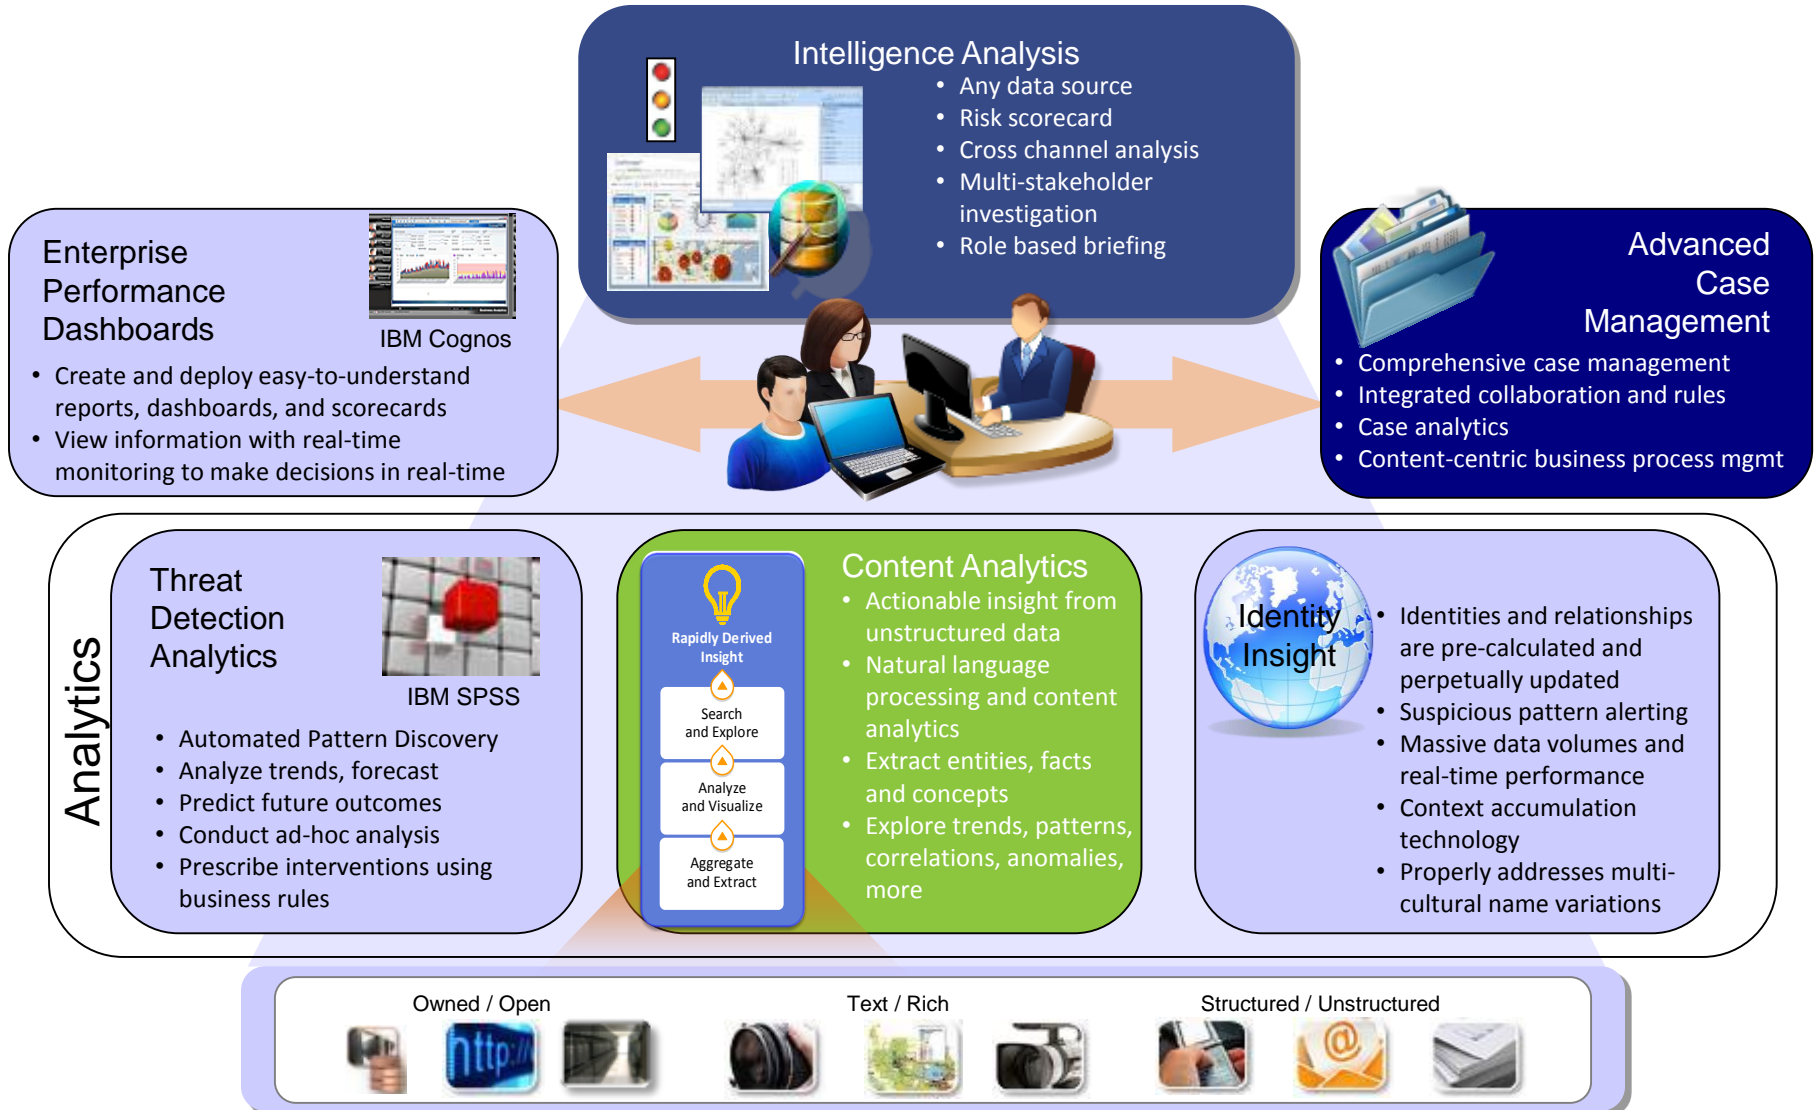 Intelligence Analysis
• Any data source
• Risk scorecard
• Cross channel analysis
• Multi-stakeholder
investigation
• Role based briefing
Enterprise
Performance
Dashboards
IBM Cognos
• Create and deploy easy-to-understand
reports, dashboards, and scorecards
• View information with real-time
monitoring to make decisions in real-time
Advanced
Case
Management
• Comprehensive case management
• Integrated collaboration and rules
• Case analytics
• Content-centric business process mgmt
Analytics
Threat
Detection
Analytics
IBM SPSS
• Automated Pattern Discovery
• Analyze trends, forecast
• Predict future outcomes
• Conduct ad-hoc analysis
• Prescribe interventions using
business rules
Rapidly Derived
Insight
Search
and Explore
Analyze
and Visualize
Aggregate
and Extract
Content Analytics
• Actionable insight from
unstructured data
• Natural language
processing and content
analytics
• Extract entities, facts
and concepts
• Explore trends, patterns,
correlations, anomalies,
more
Identity
Insight
• Identities and relationships
are pre-calculated and
perpetually updated
• Suspicious pattern alerting
• Massive data volumes and
real-time performance
• Context accumulation
technology
• Properly addresses multi-
cultural name variations
Owned / Open
Text / Rich
Structured / Unstructured
http:/
@